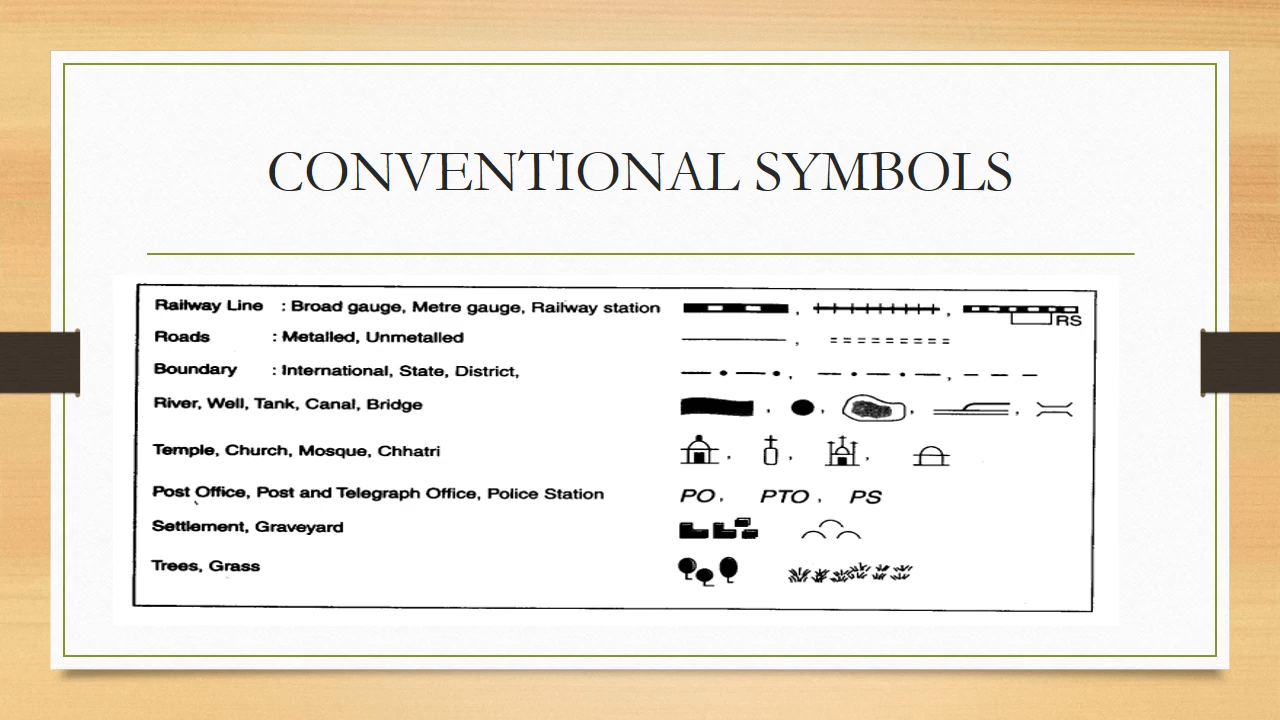 CONVENTIONAL SYMBOLS
Railway Line : Broad gauge, Metre gauge, Railway station
RS
Roads : Metalled, Unmetalled
Boundary : International, State, District,
River, Well, Tank, Canal, Bridge
Temple, Church, Mosque, Chhatri
Post Office, Post and Telegraph Office, Police Station PO, PTO, PS
Settlement, Graveyard
Trees, Grass